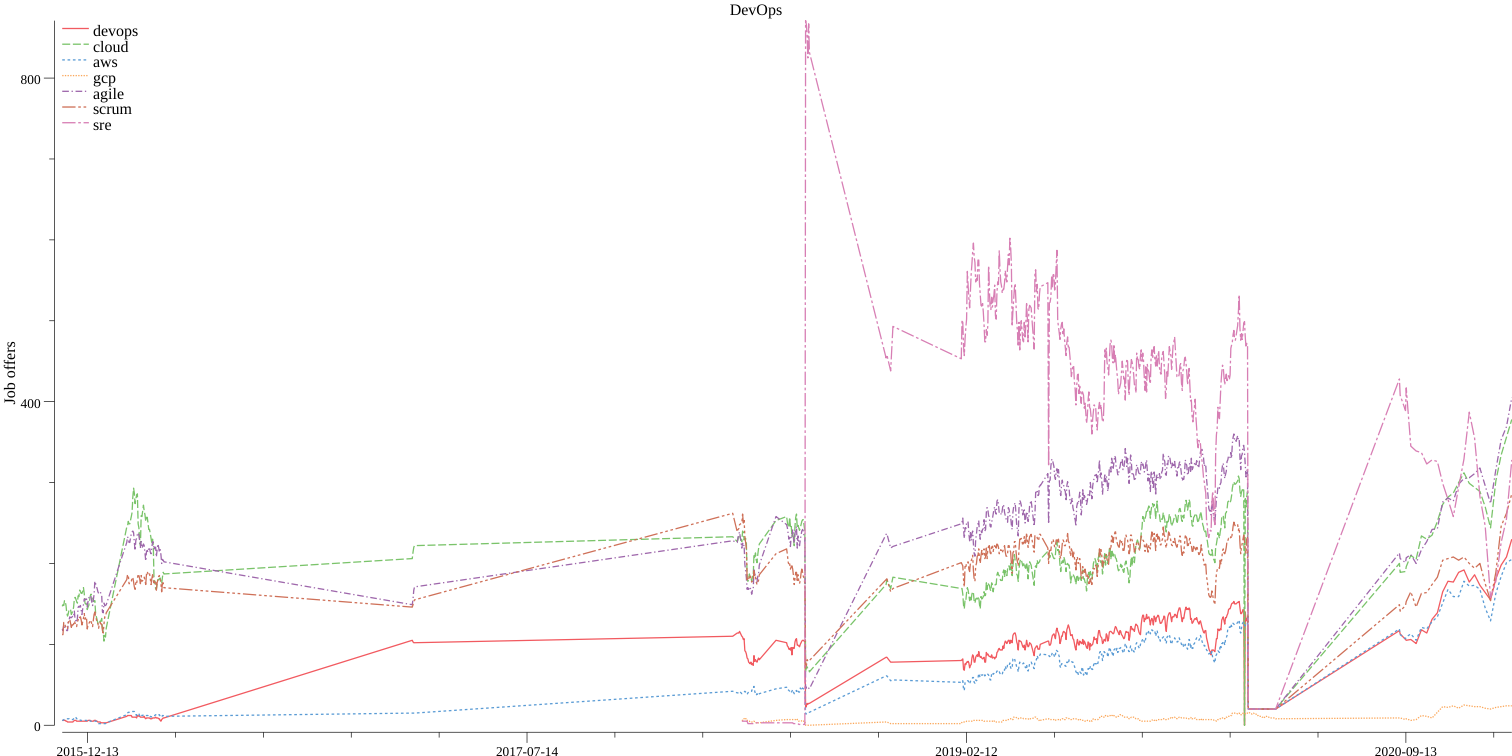 DevOps
devops
cloud
aws
gcp
agile
scrum
sre
800
400
0
Job offers
2015-12-13
2017-07-14
2019-02-12
2020-09-13